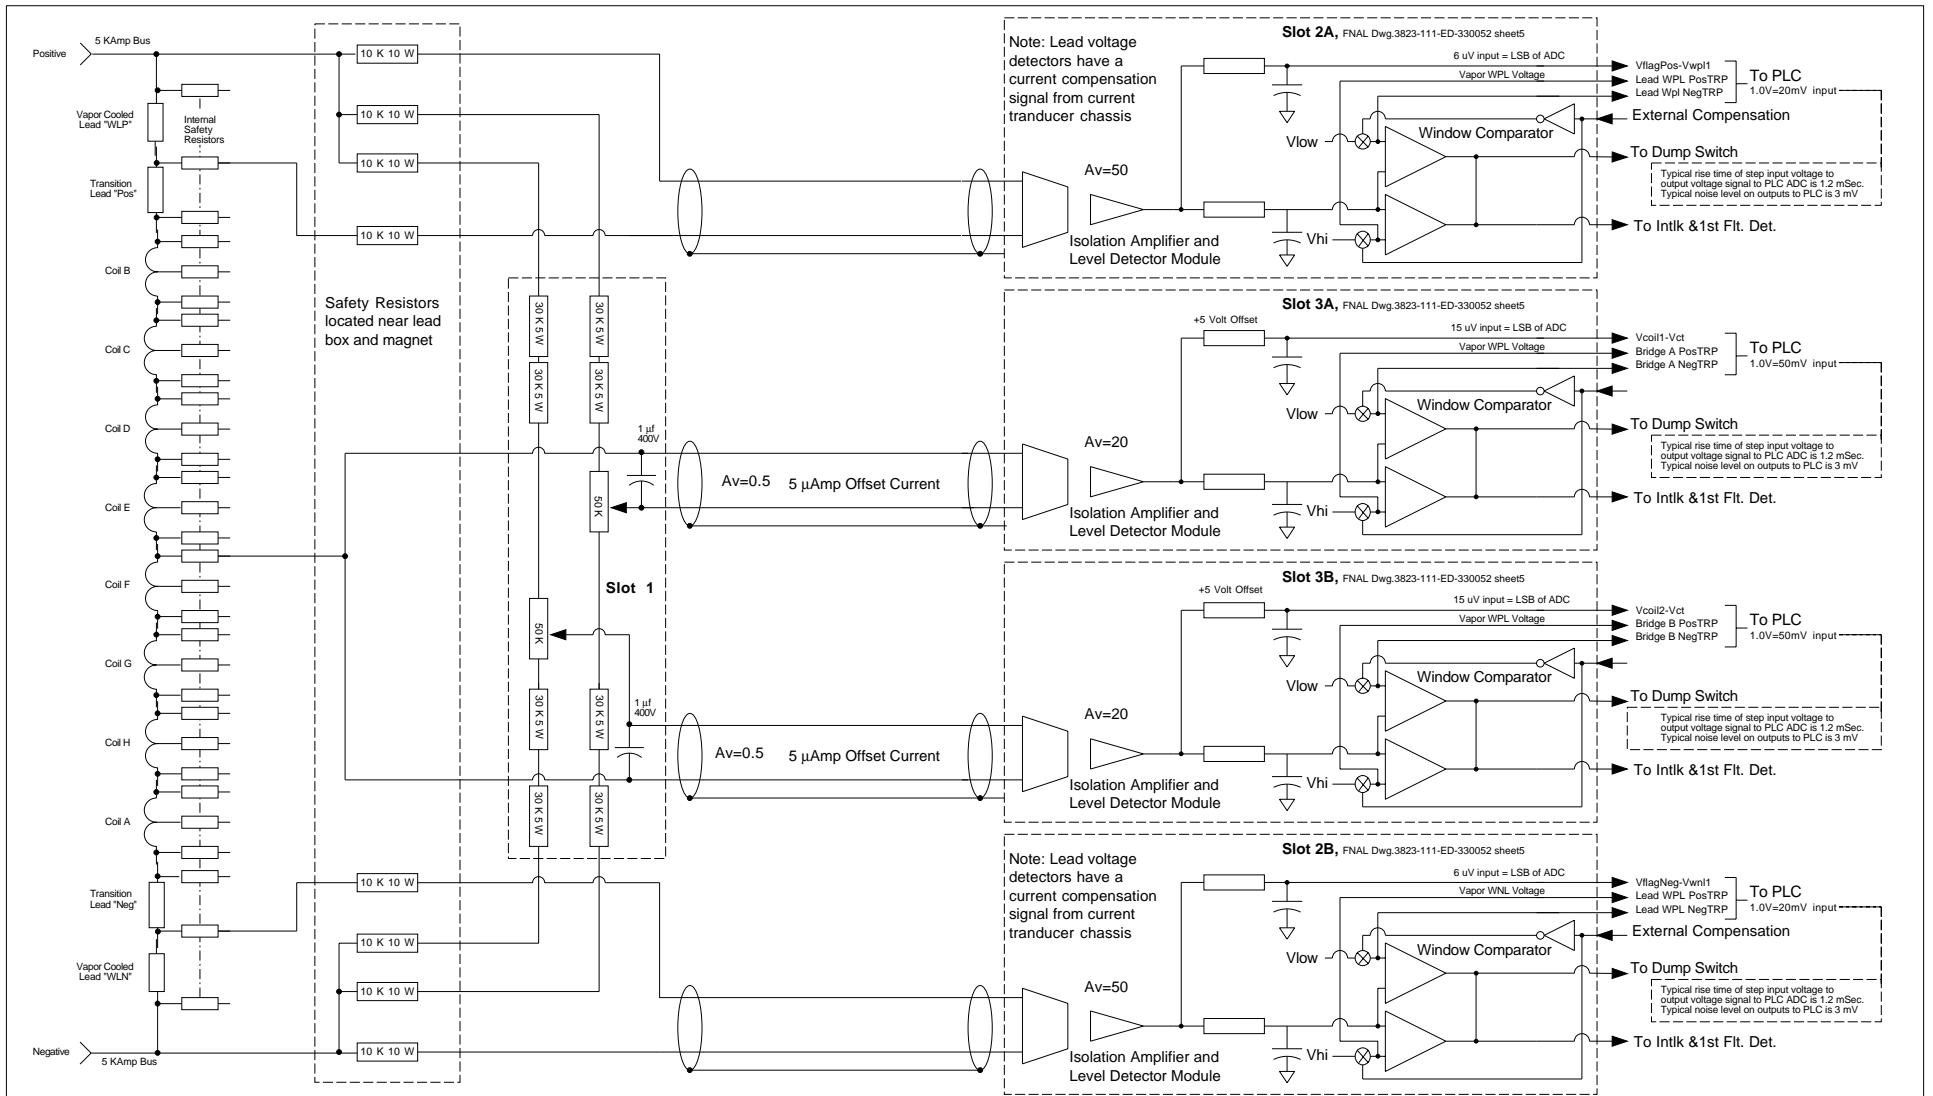 Positive
5 KAmp Bus
Vapor Cooled
Lead "WLP"
Internal
Safety
Resistors
Transition
Lead "Pos"
Coil B
Coil C
Coil D
Coil E
Coil F
Coil G
Coil H
Coil A
Transition
Lead "Neg"
Vapor Cooled
Lead "WLN"
Negative
5 KAmp Bus
10 K 10 W
10 K 10 W
10 K 10 W
10 K 10 W
Safety Resistors
located near lead
box and magnet
10 K 10 W
10 K 10 W
10 K 10 W
10 K 10 W
30 K 5 W
30 K 5 W
30 K 5 W
30 K 5 W
1 µf
400V
50 K
Slot 1
50 K
1 µf
400V
30 K 5 W
30 K 5 W
30 K 5 W
30 K 5 W
Av=0.5 5 µAmp Offset Current
Av=0.5 5 µAmp Offset Current
Note: Lead voltage
detectors have a
current compensation
signal from current
tranducer chassis
Slot 2A, FNAL Dwg.3823-111-ED-330052 sheet5
6 uV input = LSB of ADC
Vapor WPL Voltage
VflagPos-Vwpl1
Lead WPL PosTRP
Lead Wpl NegTRP
To PLC
1.0V=20mV input
External Compensation
Window Comparator
Vlow
Av=50
To Dump Switch
Typical rise time of step input voltage to
output voltage signal to PLC ADC is 1.2 mSec.
Typical noise level on outputs to PLC is 3 mV
To Intlk &1st Flt. Det.
Vhi
Isolation Amplifier and
Level Detector Module
Slot 3A, FNAL Dwg.3823-111-ED-330052 sheet5
+5 Volt Offset
15 uV input = LSB of ADC
Vapor WPL Voltage
Vcoil1-Vct
Bridge A PosTRP
Bridge A NegTRP
To PLC
1.0V=50mV input
Window Comparator
Vlow
Av=20
To Dump Switch
Typical rise time of step input voltage to
output voltage signal to PLC ADC is 1.2 mSec.
Typical noise level on outputs to PLC is 3 mV
To Intlk &1st Flt. Det.
Vhi
Isolation Amplifier and
Level Detector Module
Slot 3B, FNAL Dwg.3823-111-ED-330052 sheet5
+5 Volt Offset
15 uV input = LSB of ADC
Vapor WPL Voltage
Vcoil2-Vct
Bridge B PosTRP
Bridge B NegTRP
To PLC
1.0V=50mV input
Window Comparator
Vlow
Av=20
To Dump Switch
Typical rise time of step input voltage to
output voltage signal to PLC ADC is 1.2 mSec.
Typical noise level on outputs to PLC is 3 mV
To Intlk &1st Flt. Det.
Vhi
Isolation Amplifier and
Level Detector Module
Note: Lead voltage
detectors have a
current compensation
signal from current
tranducer chassis
Slot 2B, FNAL Dwg.3823-111-ED-330052 sheet5
6 uV input = LSB of ADC
Vapor WNL Voltage
VflagNeg-Vwnl1
Lead WPL PosTRP
Lead WPL NegTRP
To PLC
1.0V=20mV input
External Compensation
Window Comparator
Vlow
Av=50
To Dump Switch
Typical rise time of step input voltage to
output voltage signal to PLC ADC is 1.2 mSec.
Typical noise level on outputs to PLC is 3 mV
To Intlk &1st Flt. Det.
Vhi
Isolation Amplifier and
Level Detector Module